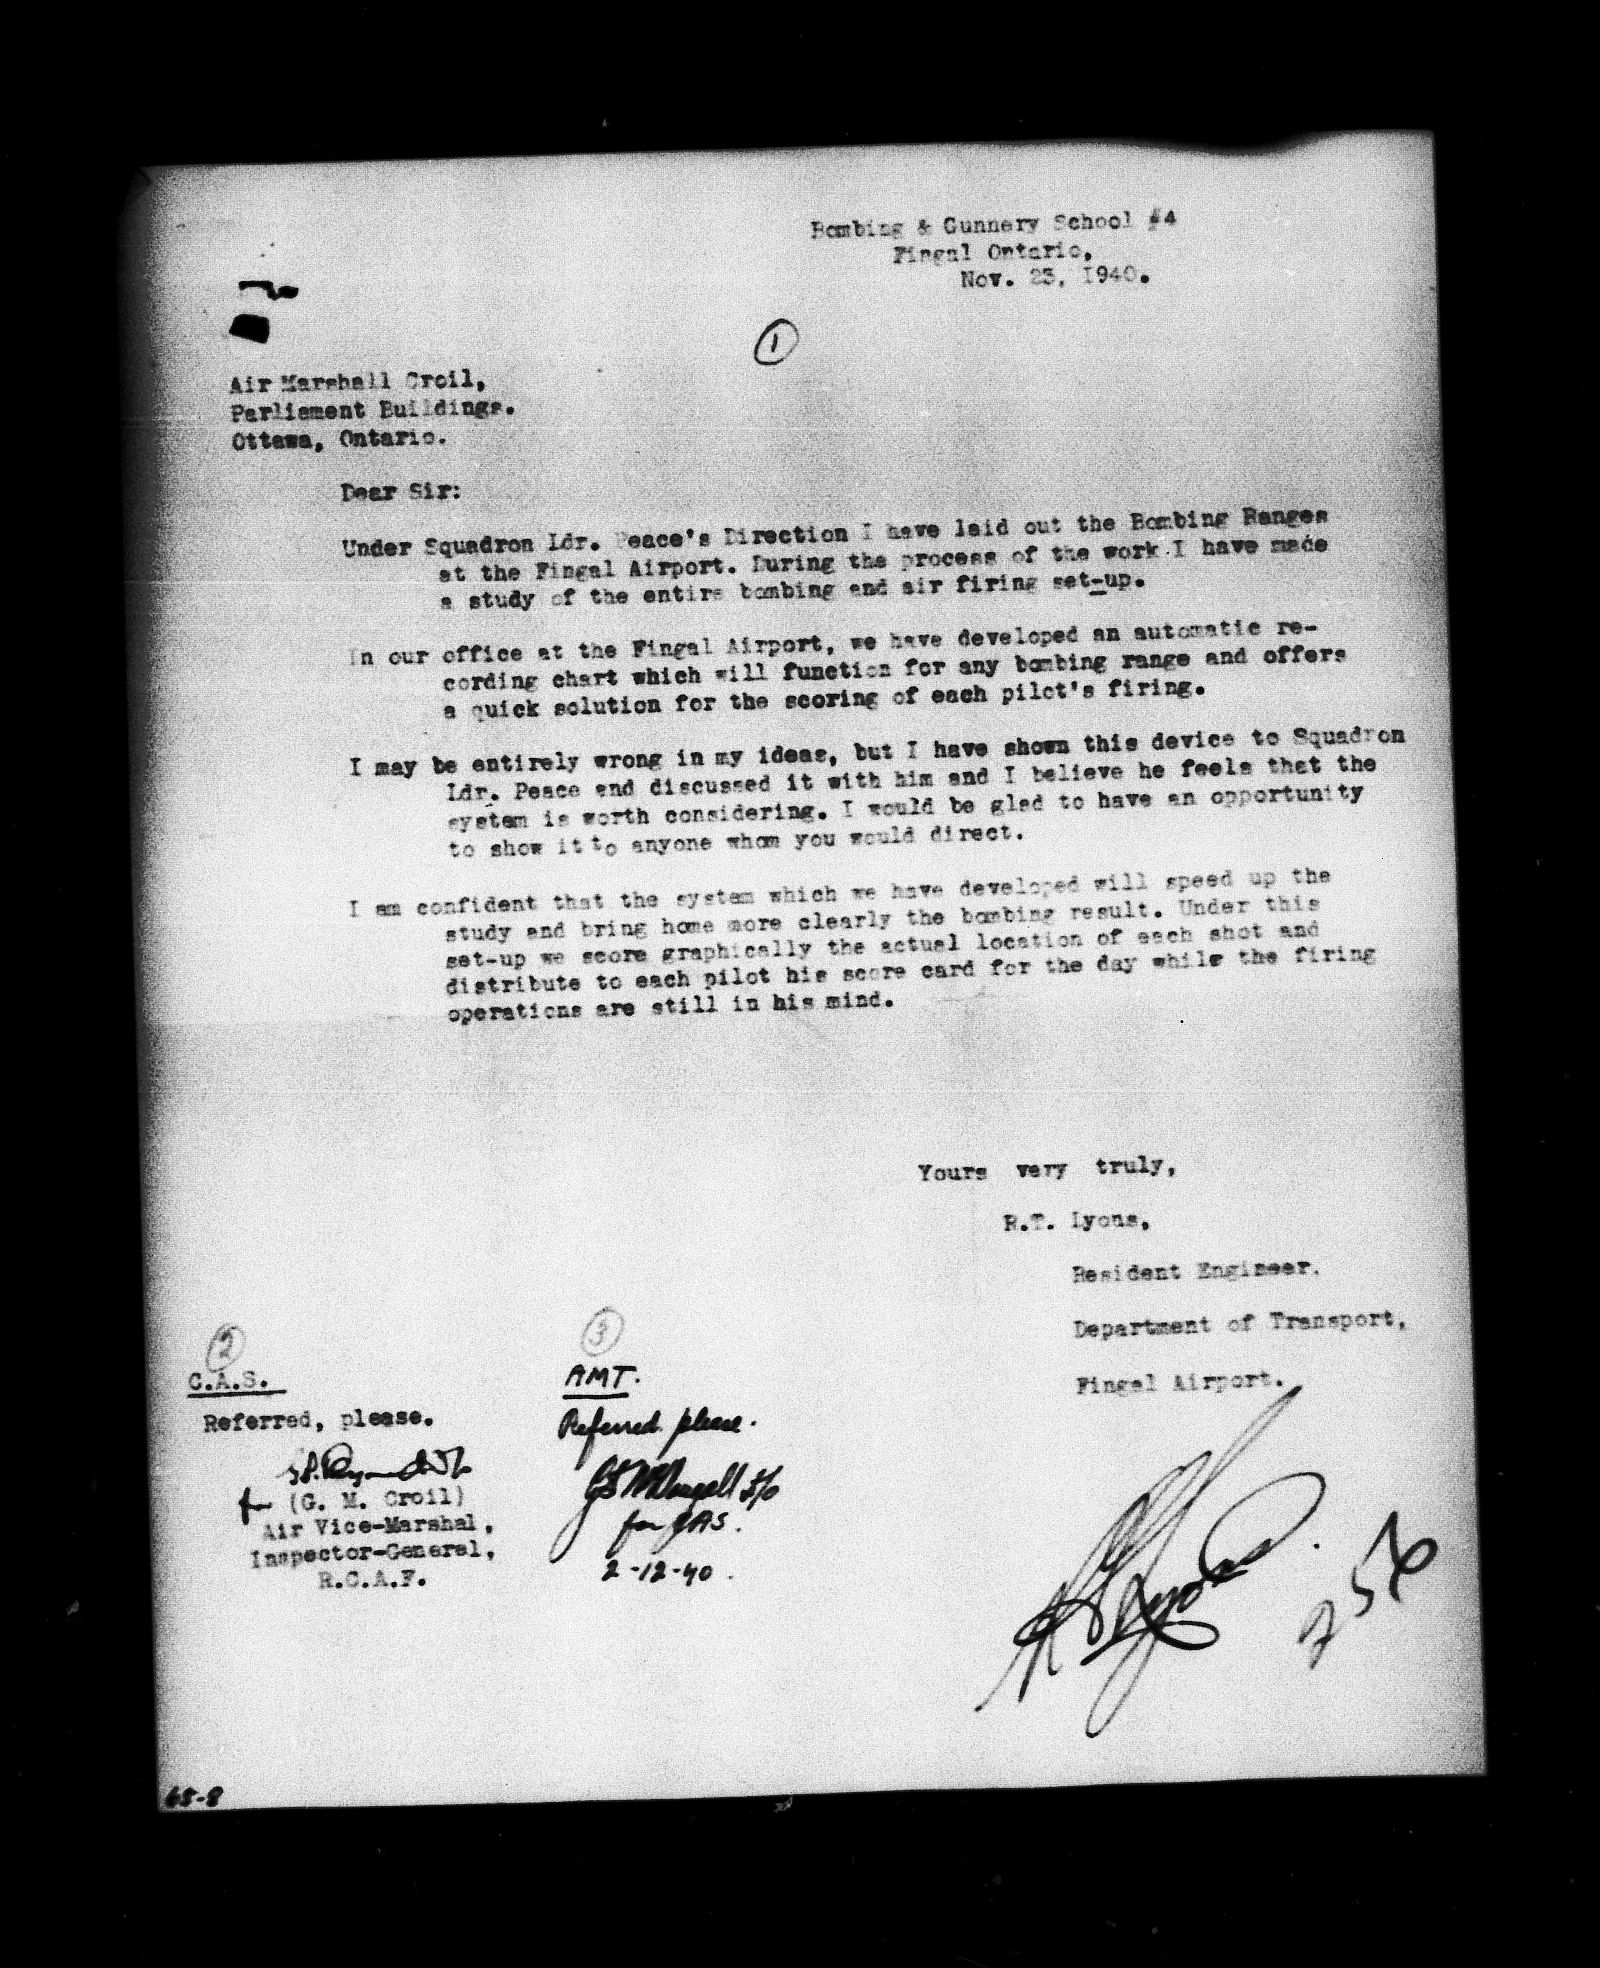 Bombing & Gunnery School #4
Fingal Ontario,
Nov. 23, 1940.
1
Air Marshall Croil,
Parliament Buildings.
Ottawa, Ontario.
Dear Sir:
Under Squadron Ldr. Peace's Direction I have laid out the Bombing Ranges
at the Fingal Airport. During the process of the work I have made
a study of the entire bombing and air firing set-up.
In our office at the Fingal Airport, we have developed an automatic re-
cording chart which will function for any bombing range and offers
a quick solution for the scoring of each pilot's firing.
I may be entirely wrong in my ideas, but I have shown this device to Squadron
Ldr. Peace and discussed it with him and I believe he feels that the
system is worth considering. I would be glad to have an opportunity
to show it to anyone whom you would direct.
I am confident that the system which we have developed will speed up the
study and bring home more clearly the bombing result. Under this
set-up we score graphically the actual location of each shot and
distribute to each pilot his score card for the day while the firing
operations are still in his mind.
Yours very truly,
R.T. Lyons,
Resident Engineer.
Department of Transport,
Fingal Airport.
2
C.A.S.
Referred, please.
for (G. M. Croil)
Air Vice-Marshal,
Inspector-General,
R.C.A.F.
3
AMT.
Referred please.
F/O
for CAS.
2-12-40.
65-8